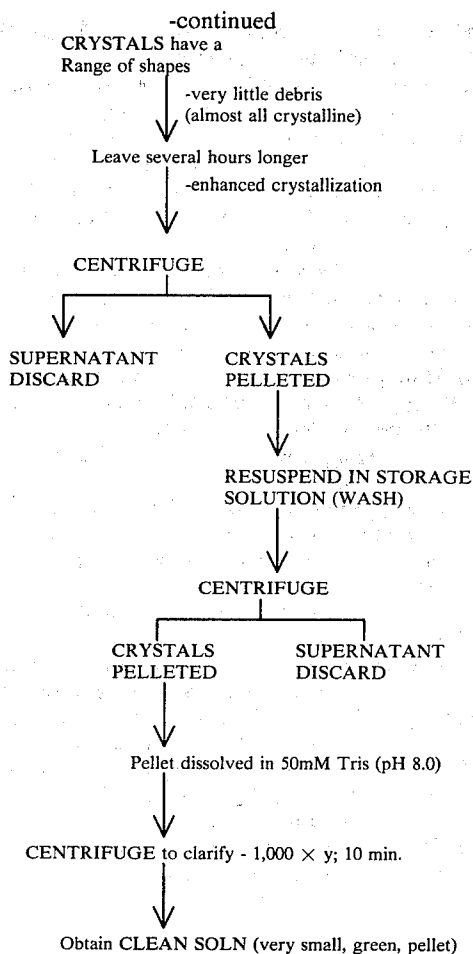 -continued
CRYSTALS have a
Range of shapes
-very little debris
(almost all crystalline)
Leave several hours longer
-enhanced crystallization
CENTRIFUGE
SUPERNATANT
DISCARD
CRYSTALS
PELLETED
RESUSPEND IN STORAGE
SOLUTION (WASH)
CENTRIFUGE
CRYSTALS
PELLETED
SUPERNATANT
DISCARD
Pellet dissolved in 50mM Tris (pH 8.0)
CENTRIFUGE to clarify - 1,000 × y; 10 min.
Obtain CLEAN SOLN (very small, green, pellet)